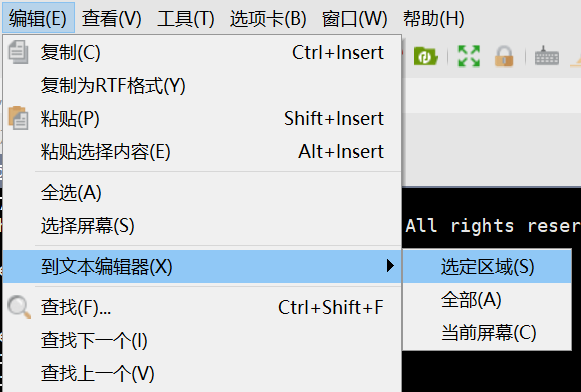 编辑(E) 查看(V) 工具(T) 选项卡(B) 窗口(W) 帮助(H)
复制(C) Ctrl+Insert
复制为RTF格式(Y)
粘贴(P) Shift+Insert
粘贴选择内容(E) Alt+Insert
全选(A)
选择屏幕(S)
All rights reser
到文本编辑器(X)
选定区域(S)
全部(A)
当前屏幕(C)
查找(F)... Ctrl+Shift+F
查找下一个(I)
查找上一个(V)